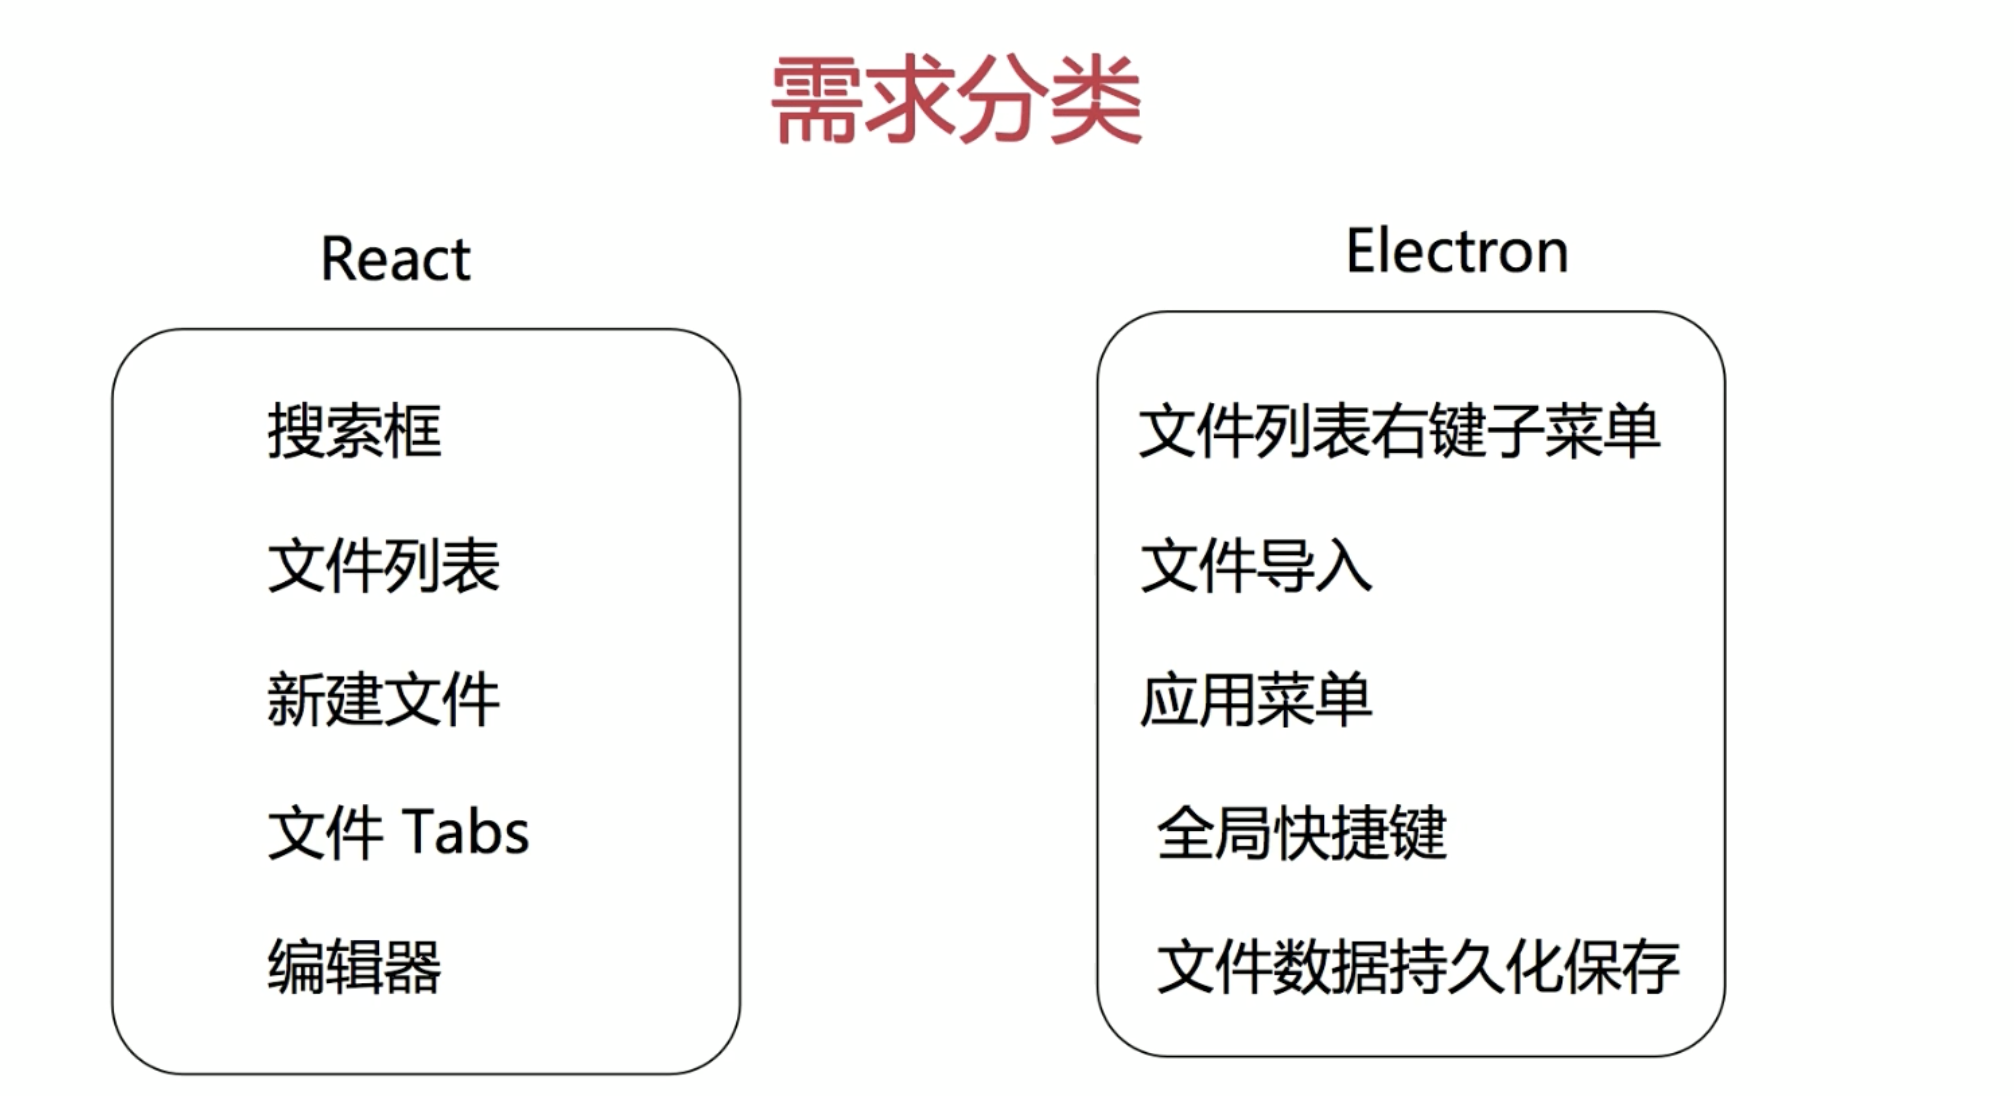 需求分类
React
搜索框
文件列表
新建文件
文件 Tabs
编辑器
Electron
文件列表右键子菜单
文件导入
应用菜单
全局快捷键
文件数据持久化保存